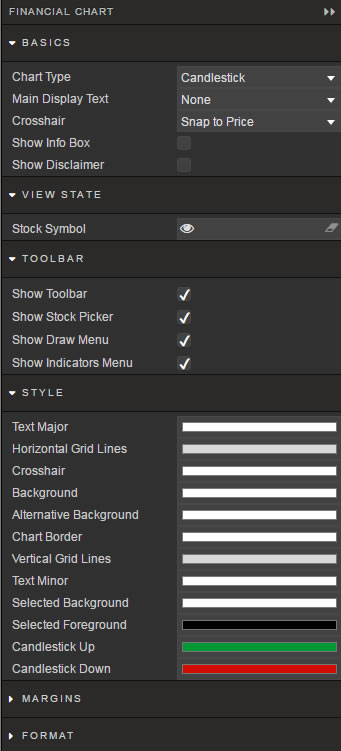 FINANCIAL CHART
BASICS
Chart Type Candlestick
Main Display Text None
Crosshair Snap to Price
Show Info Box
Show Disclaimer
VIEW STATE
Stock Symbol
TOOLBAR
Show Toolbar
Show Stock Picker
Show Draw Menu
Show Indicators Menu
STYLE
Text Major
Horizontal Grid Lines
Crosshair
Background
Alternative Background
Chart Border
Vertical Grid Lines
Text Minor
Selected Background
Selected Foreground
Candlestick Up
Candlestick Down
MARGINS
FORMAT